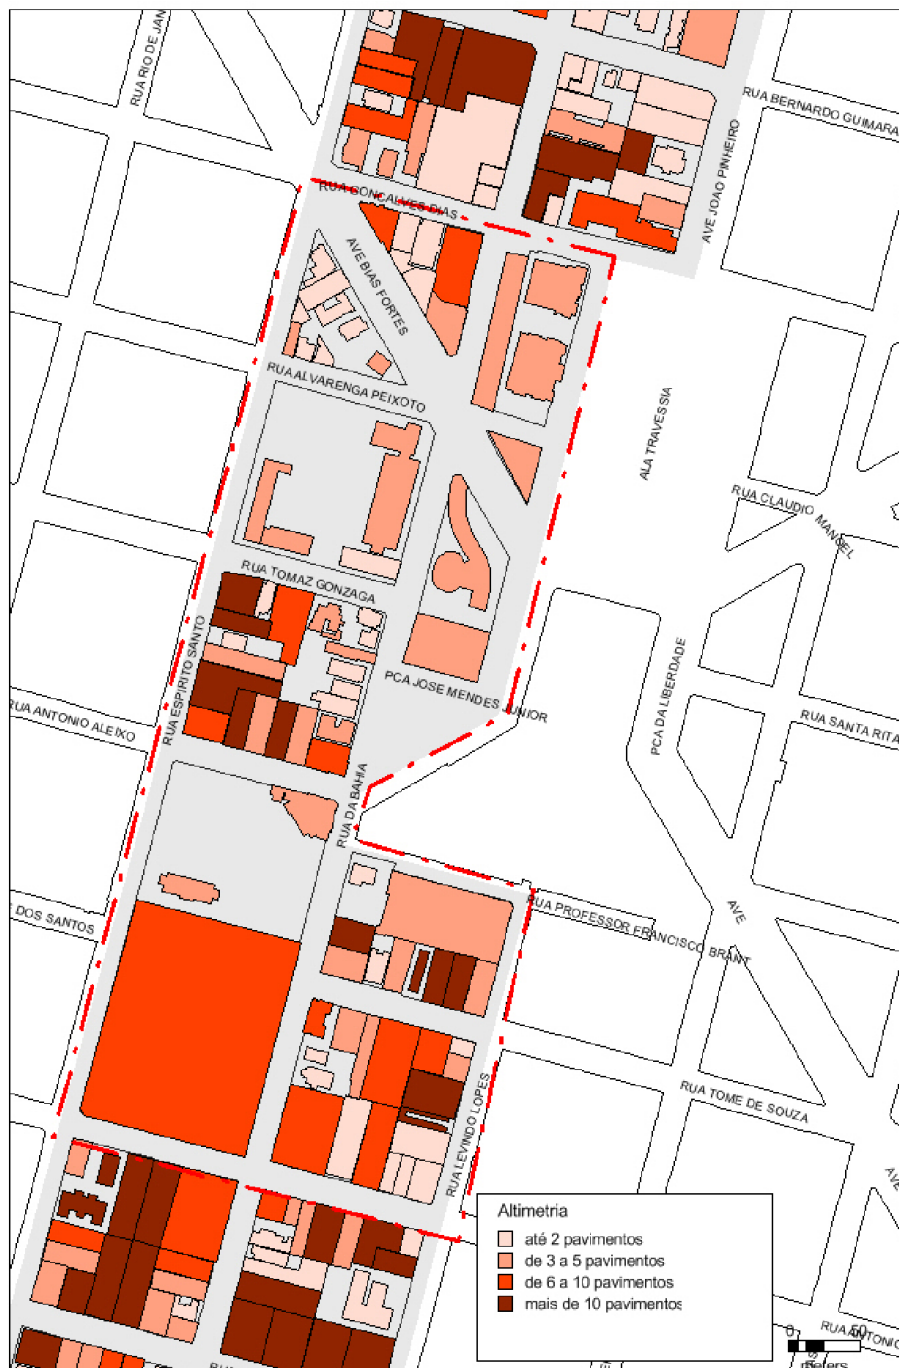 RUA RIO DE JAN
RUA BERNARDO GUIMARA
AVE JOAO PINHEIRO
RUA GONCALVES DIAS
AVE BIAS FORTES
RUA ALVARENGA PEIXOTO
ALA TRAVESSIA
RUA CLAUDIO MANOEL
RUA TOMAZ GONZAGA
RUA ESPIRITO SANTO
PCA JOSE MENDES JUNIOR
PCA DA LIBERDADE
RUA ANTONIO ALEIXO
RUA SANTA RITA
RUA DA BAHIA
DOS SANTOS
RUA PROFESSOR FRANCISCO BRANT
AVE
RUA TOME DE SOUZA
RUA LEVINDO LOPES
AVE
Altimetria
até 2 pavimentos
de 3 a 5 pavimentos
de 6 a 10 pavimentos
mais de 10 pavimentos
RUA ANTONIO
0 50
meters